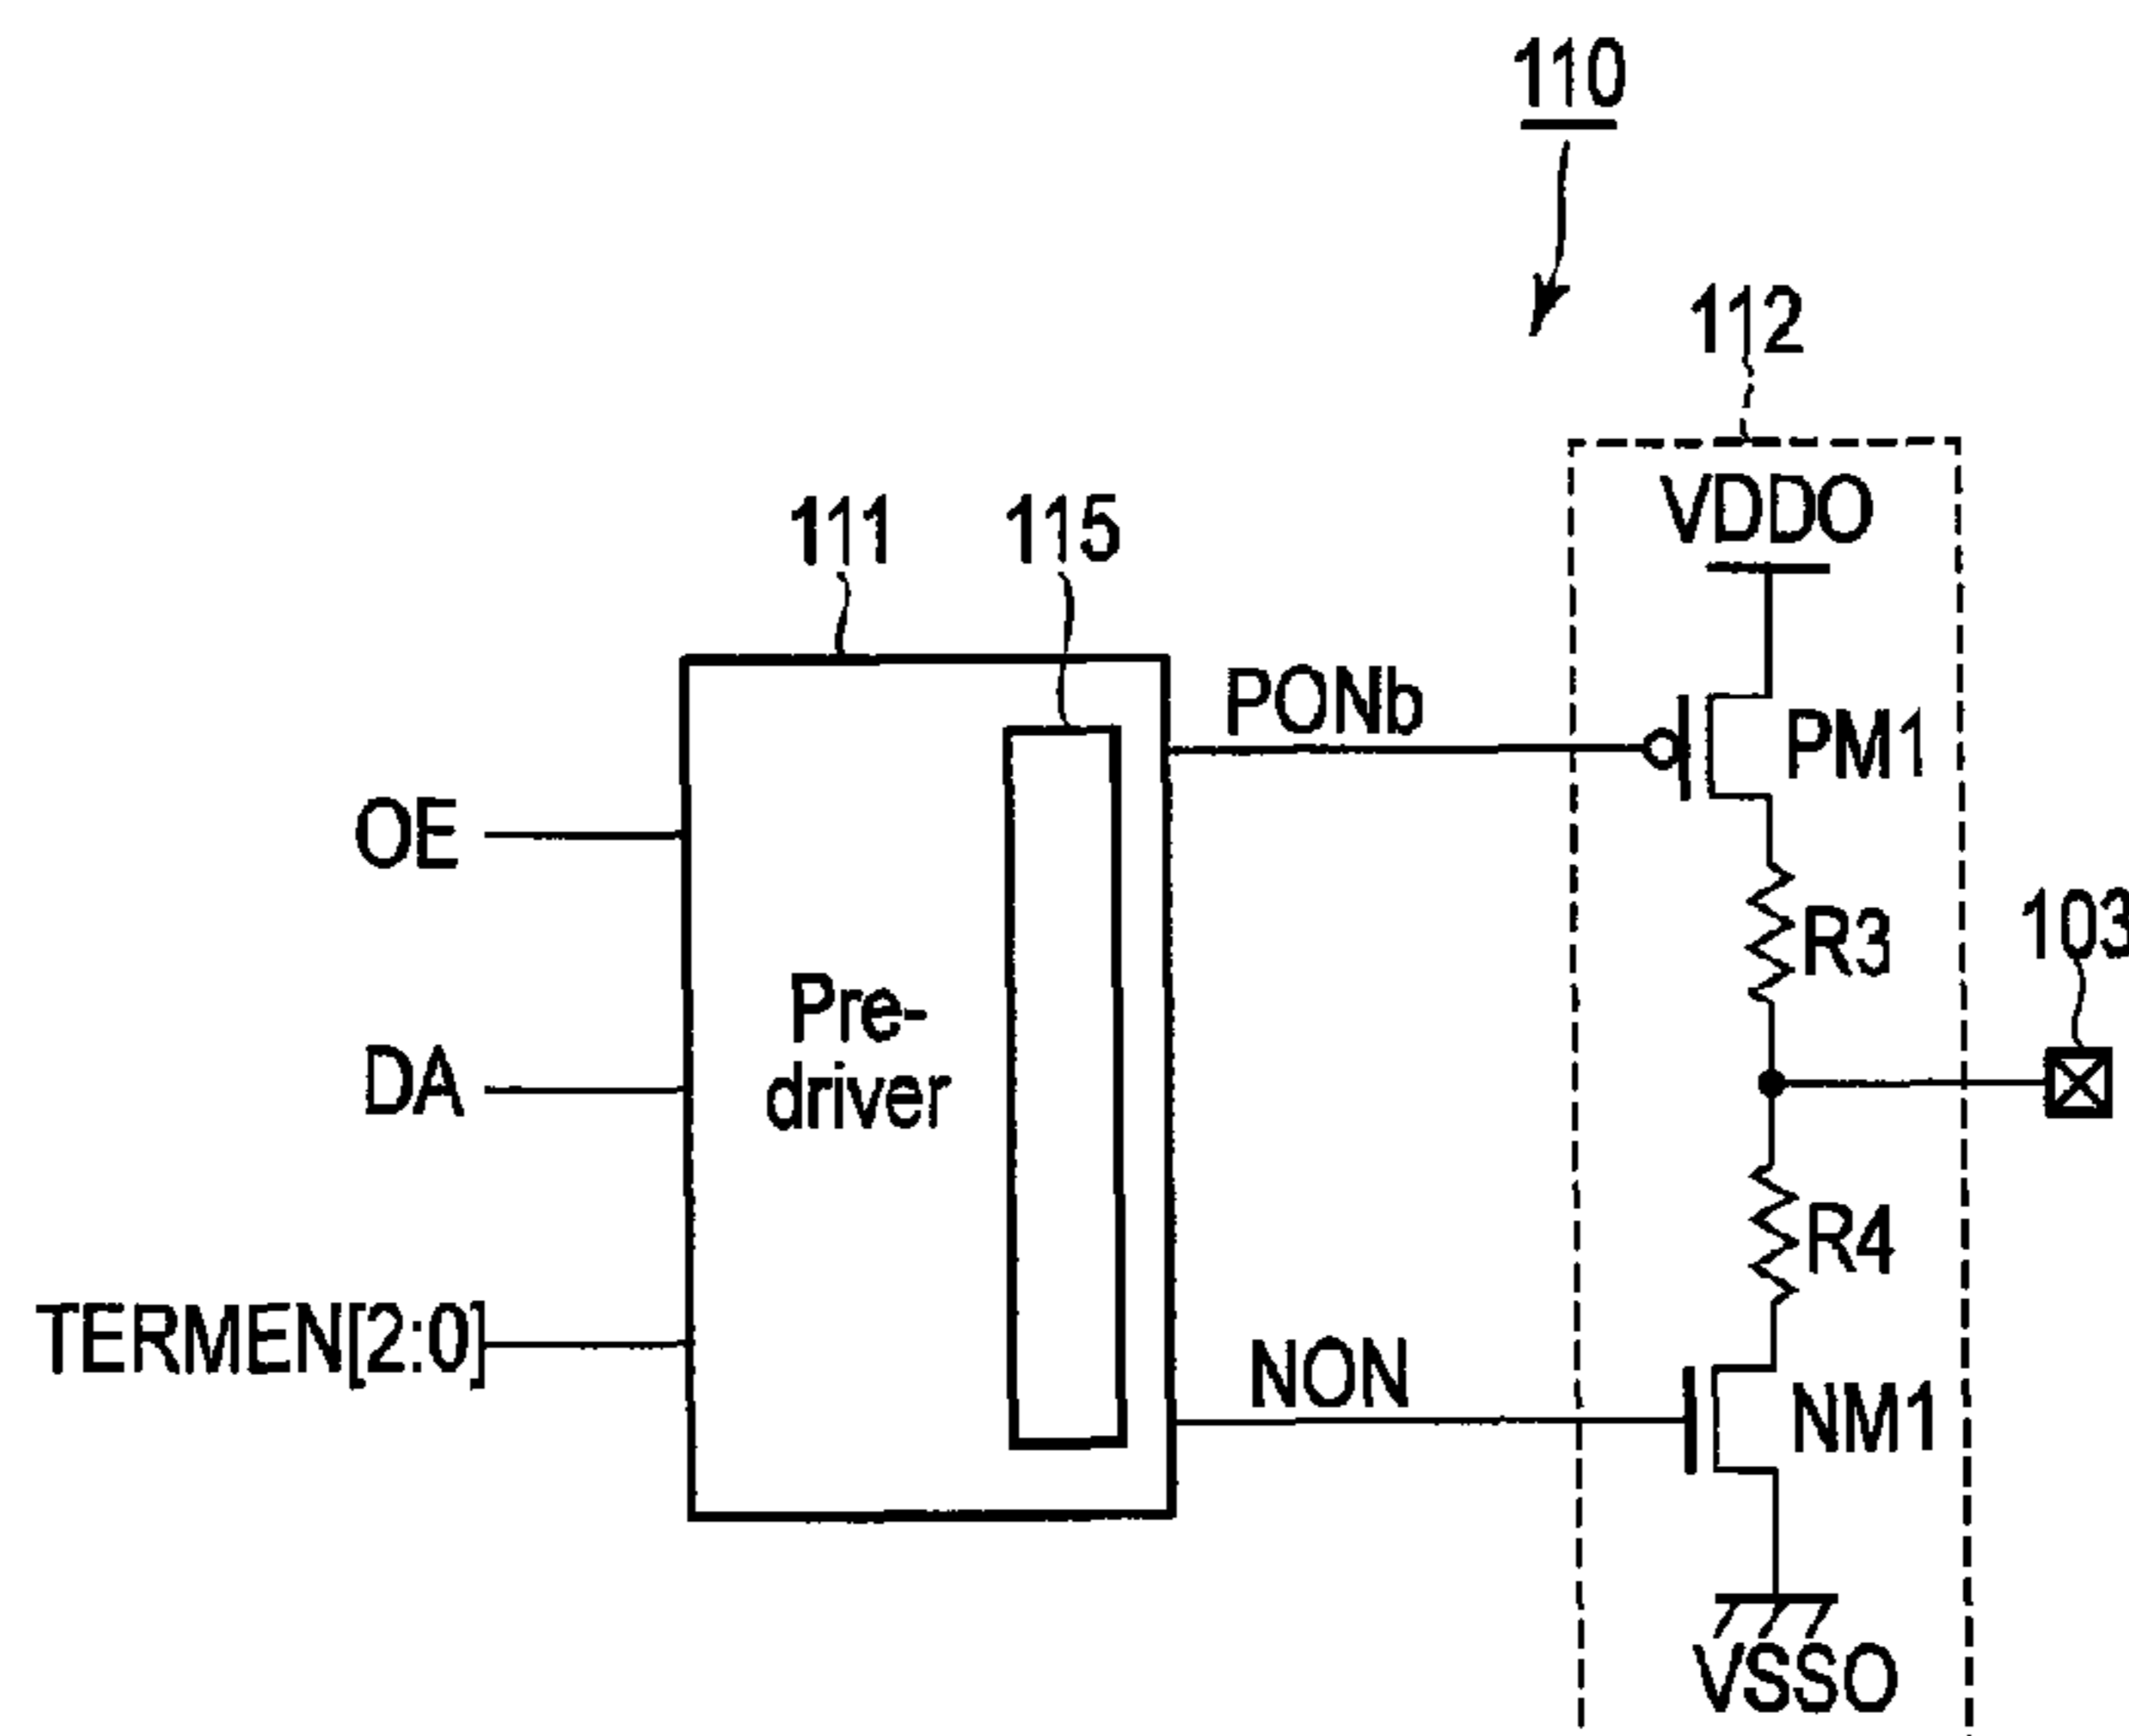 110
112
VDDO
111
115
PONb
PM1
OE
R3
103
Pre-
driver
DA
R4
TERMEN[2:0]
NON
NM1
VSSO